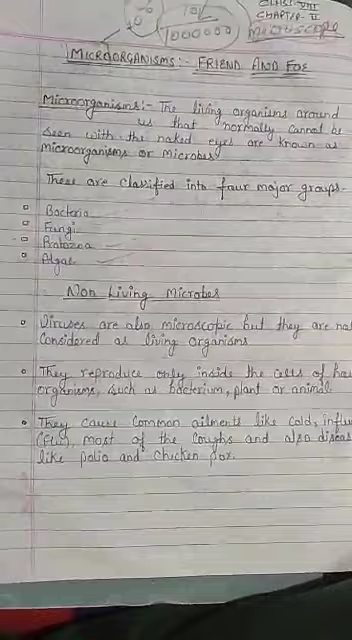 CLASS-VIII
CHAPTER-II
microscope
1000000
MICROORGANISMS:- FRIEND AND FOE
Microorganisms:- The living organisms around
us that normally cannot be
seen with the naked eyes are known as
microorganisms or microbes
These are classified into four major groups-
Bacteria
Fungi
Protozoa
Algae
Non Living Microbes
Viruses are also microscopic but they are not
considered as living organisms
They reproduce only inside the cells of
organisms, such as bacterium, plant or animal
They cause common ailments like cold,
(Flu), most of the coughs and also
like polio and chicken pox.